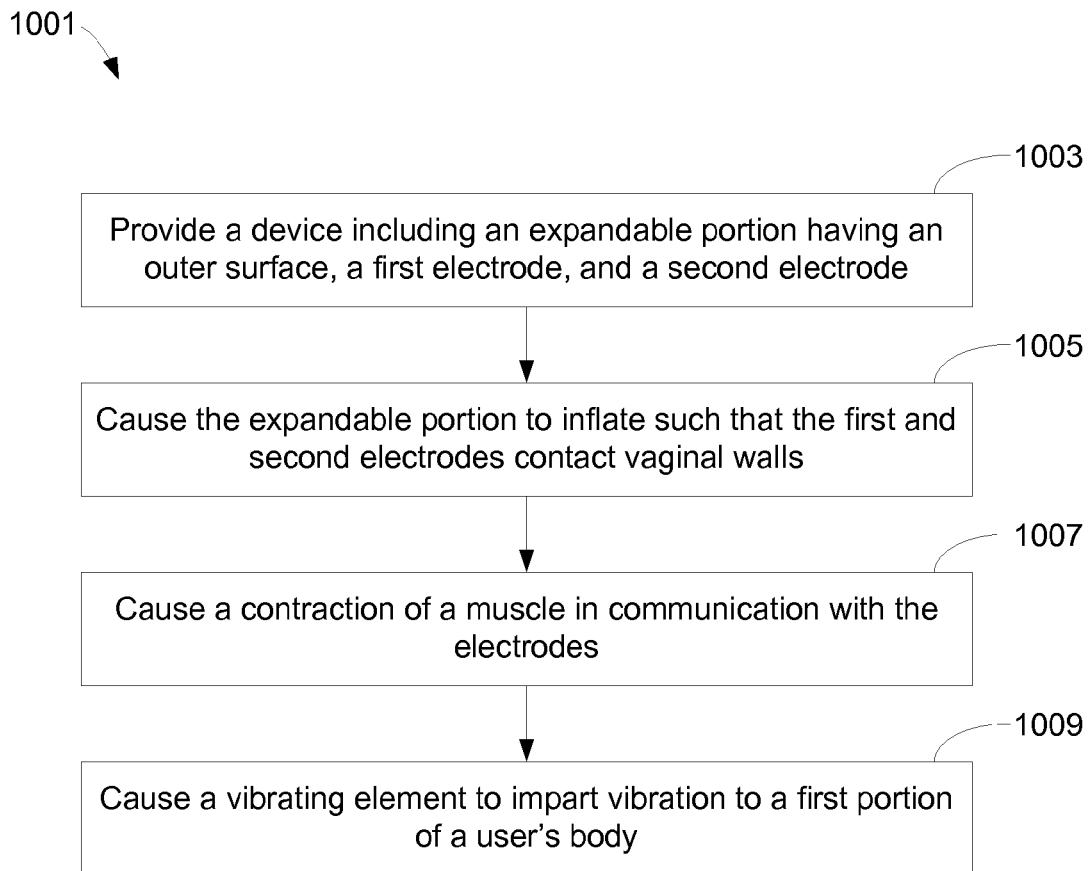 1001
1003
Provide a device including an expandable portion having an
outer surface, a first electrode, and a second electrode
1005
Cause the expandable portion to inflate such that the first and
second electrodes contact vaginal walls
1007
Cause a contraction of a muscle in communication with the
electrodes
1009
Cause a vibrating element to impart vibration to a first portion
of a user's body